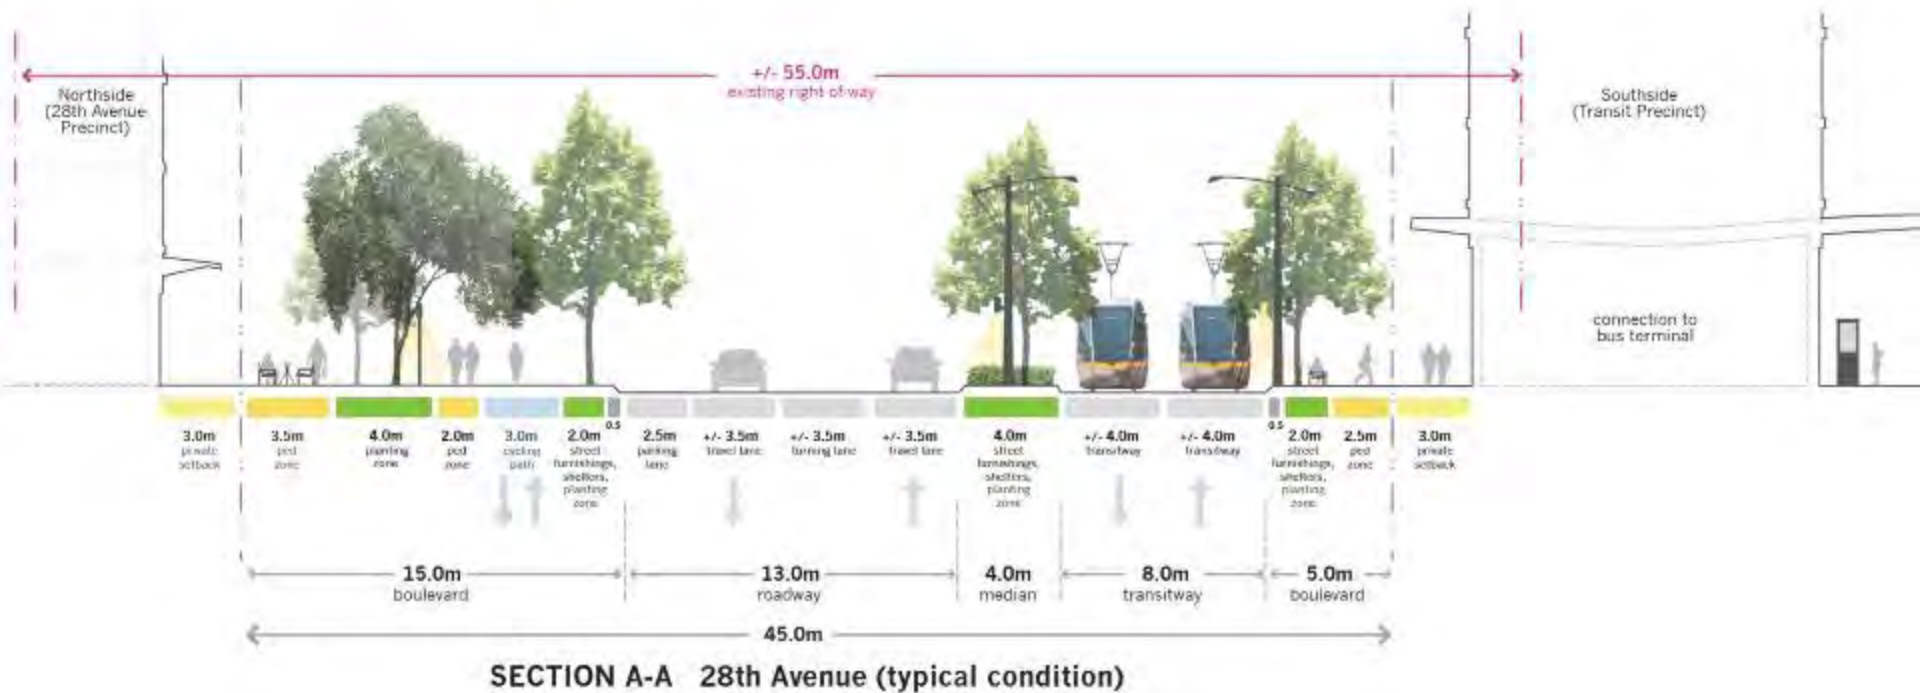 +/- 55.0m
existing right of way
Northside
(28th Avenue
Precinct)
Southside
(Transit Precinct)
connection to
bus terminal
3.0m
private
setback
3.5m
ped
zone
4.0m
planting
zone
2.0m
ped
zone
3.0m
cycling
path
2.0m
street
furnishings,
shelters,
planting
zone
0.5
2.5m
parking
lane
+/- 3.5m
travel lane
+/- 3.5m
turning lane
+/- 3.5m
travel lane
4.0m
street
furnishings,
shelters,
planting
zone
+/- 4.0m
transitway
+/- 4.0m
transitway
0.5
2.0m
street
furnishings,
shelters,
planting
zone
2.5m
ped
zone
3.0m
private
setback
15.0m
boulevard
13.0m
roadway
4.0m
median
8.0m
transitway
5.0m
boulevard
45.0m
SECTION A-A 28th Avenue (typical condition)